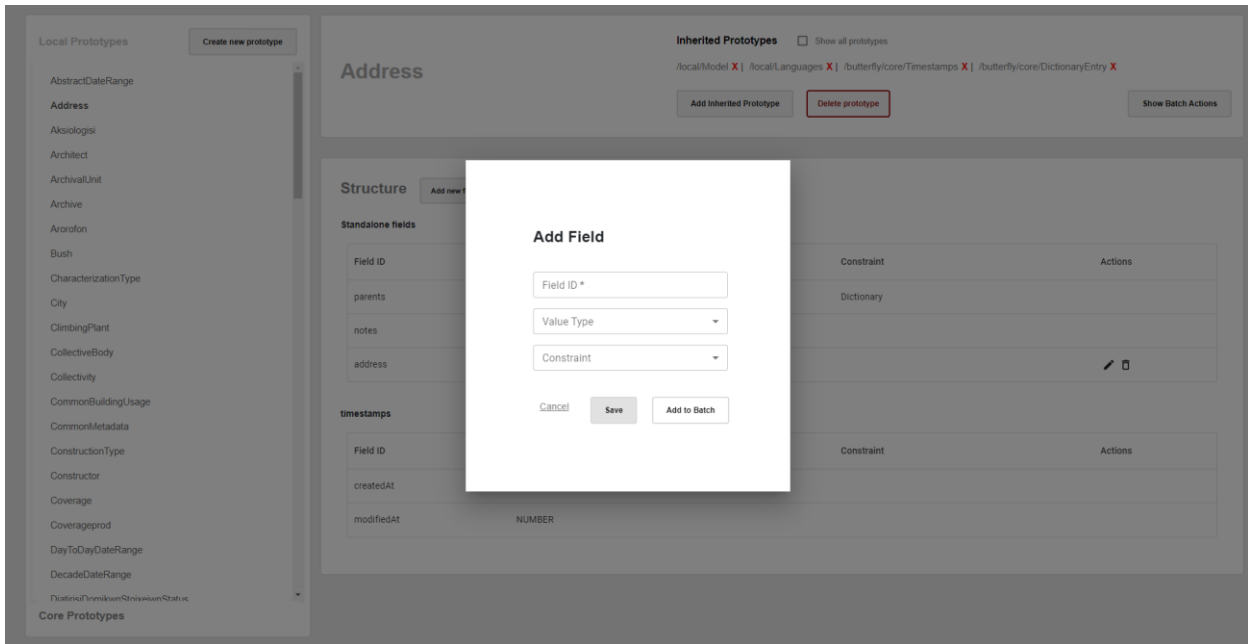 Local Prototypes
Create new prototype
AbstractDateRange
Address
Aksiologisi
Architect
ArchivalUnit
Archive
Arorofon
Bush
CharacterizationType
City
ClimbingPlant
CollectiveBody
Collectivity
CommonBuildingUsage
CommonMetadata
ConstructionType
Constructor
Coverage
Coverageprod
DayToDayDateRange
DecadeDateRange
DiatirisiDomikwnStoixeiwnStatus
Core Prototypes
Address
Inherited Prototypes
Show all prototypes
/local/Model X | /local/Languages X | /butterfly/core/Timestamps X | /butterfly/core/DictionaryEntry X
Add Inherited Prototype
Delete prototype
Show Batch Actions
Structure
Add new f
Standalone fields
Field ID
Constraint
Actions
parents
Dictionary
notes
address
timestamps
Field ID
Constraint
Actions
createdAt
modifiedAt
NUMBER
Add Field
Field ID *
Value Type
Constraint
Cancel
Save
Add to Batch